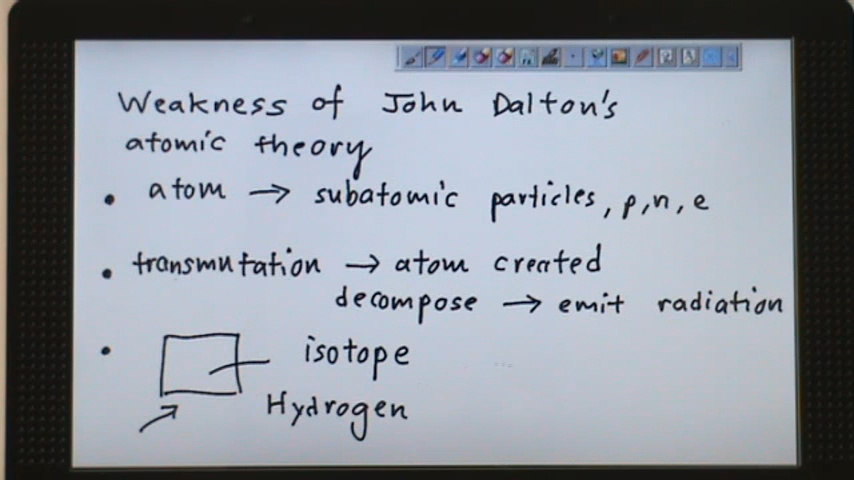 Weakness of John Dalton's
atomic theory
• atom → subatomic particles, p, n, e
• transmutation → atom created
decompose → emit radiation
• isotope
Hydrogen